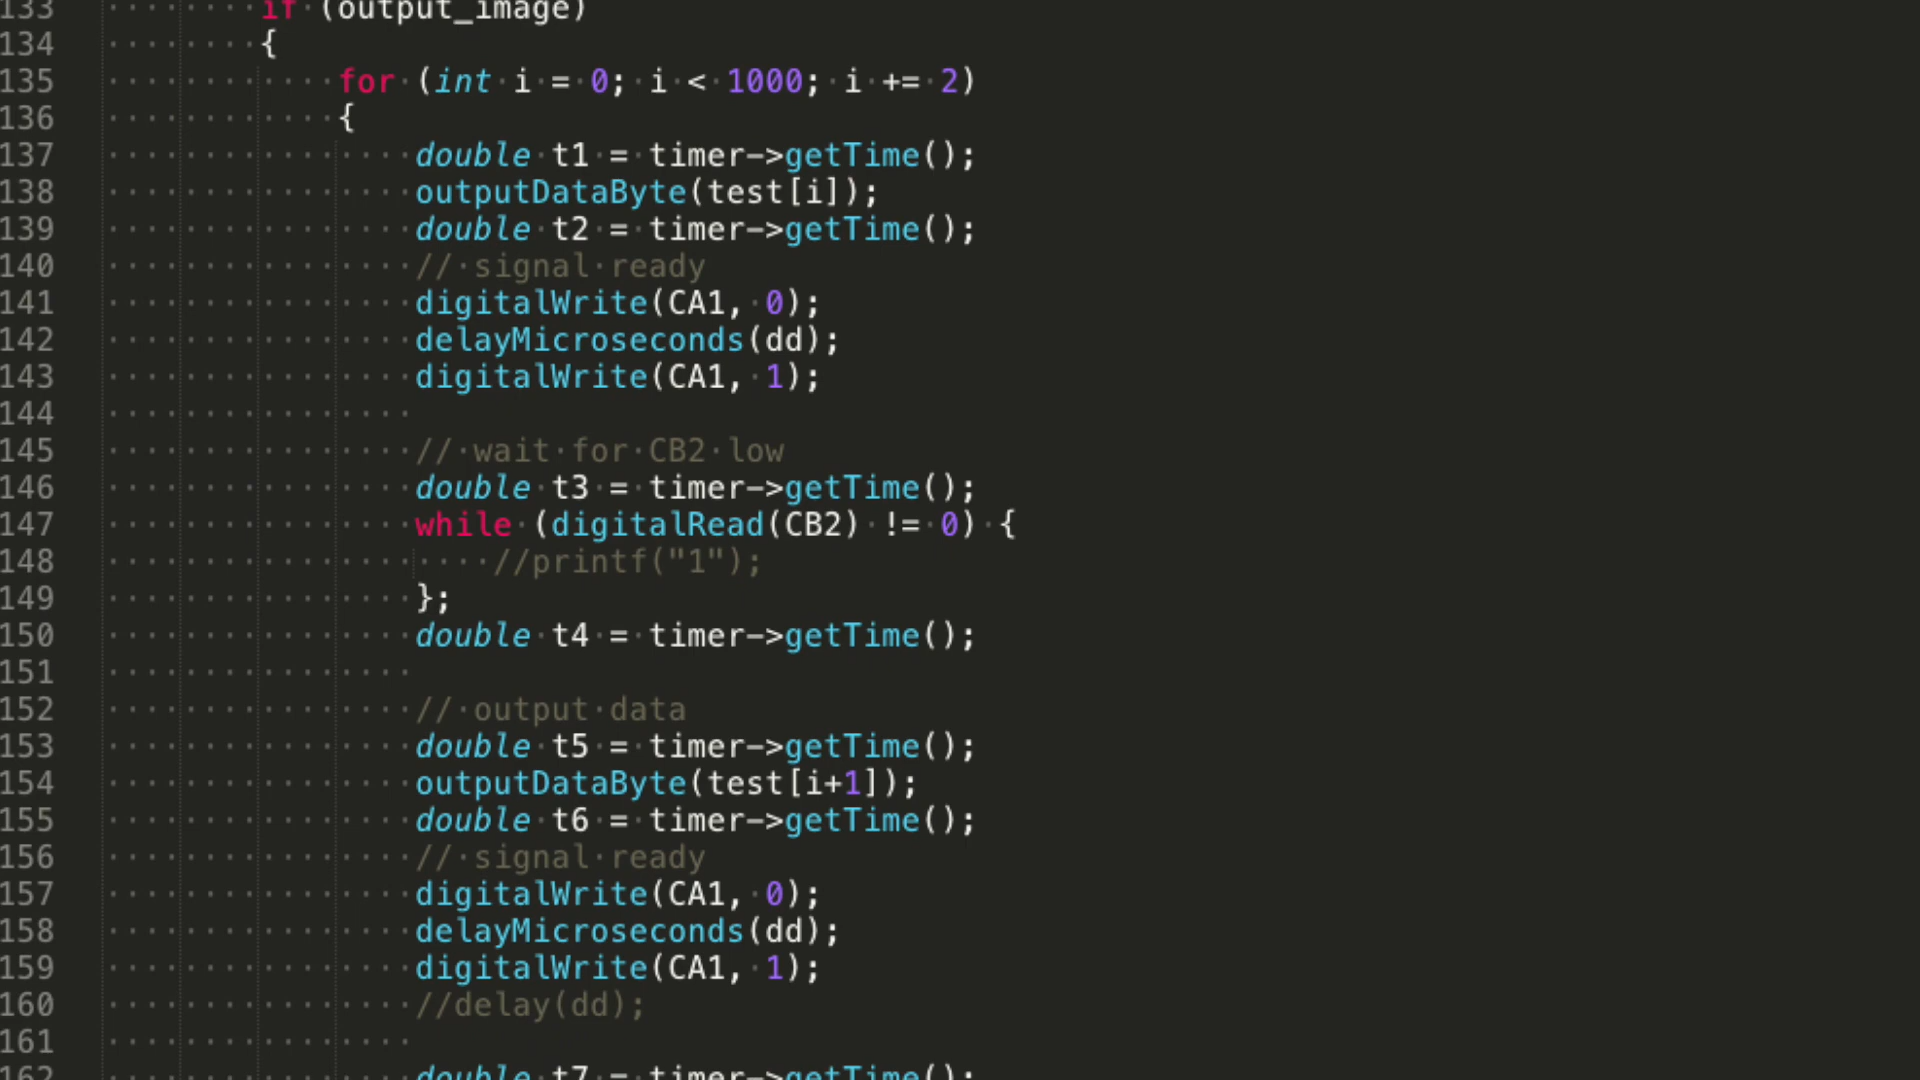 133 if (output_image)
134 {
135 for (int i = 0; i < 1000; i += 2)
136 {
137 double t1 = timer->getTime();
138 outputDataByte(test[i]);
139 double t2 = timer->getTime();
140 // signal ready
141 digitalWrite(CA1, 0);
142 delayMicroseconds(dd);
143 digitalWrite(CA1, 1);
144
145 // wait for CB2 low
146 double t3 = timer->getTime();
147 while (digitalRead(CB2) != 0) {
148 //printf("1");
149 };
150 double t4 = timer->getTime();
151
152 // output data
153 double t5 = timer->getTime();
154 outputDataByte(test[i+1]);
155 double t6 = timer->getTime();
156 // signal ready
157 digitalWrite(CA1, 0);
158 delayMicroseconds(dd);
159 digitalWrite(CA1, 1);
160 //delay(dd);
161
162 double t7 = timer->getTime();